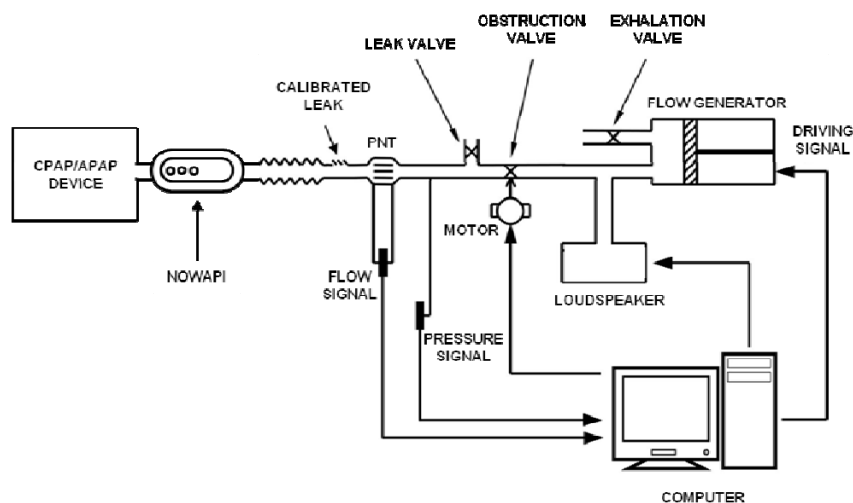 OBSTRUCTION
VALVE
EXHALATION
VALVE
LEAK VALVE
CALIBRATED
LEAK
PNT
FLOW GENERATOR
DRIVING
SIGNAL
CPAP/APAP
DEVICE
NOWAPI
MOTOR
FLOW
SIGNAL
LOUDSPEAKER
PRESSURE
SIGNAL
COMPUTER